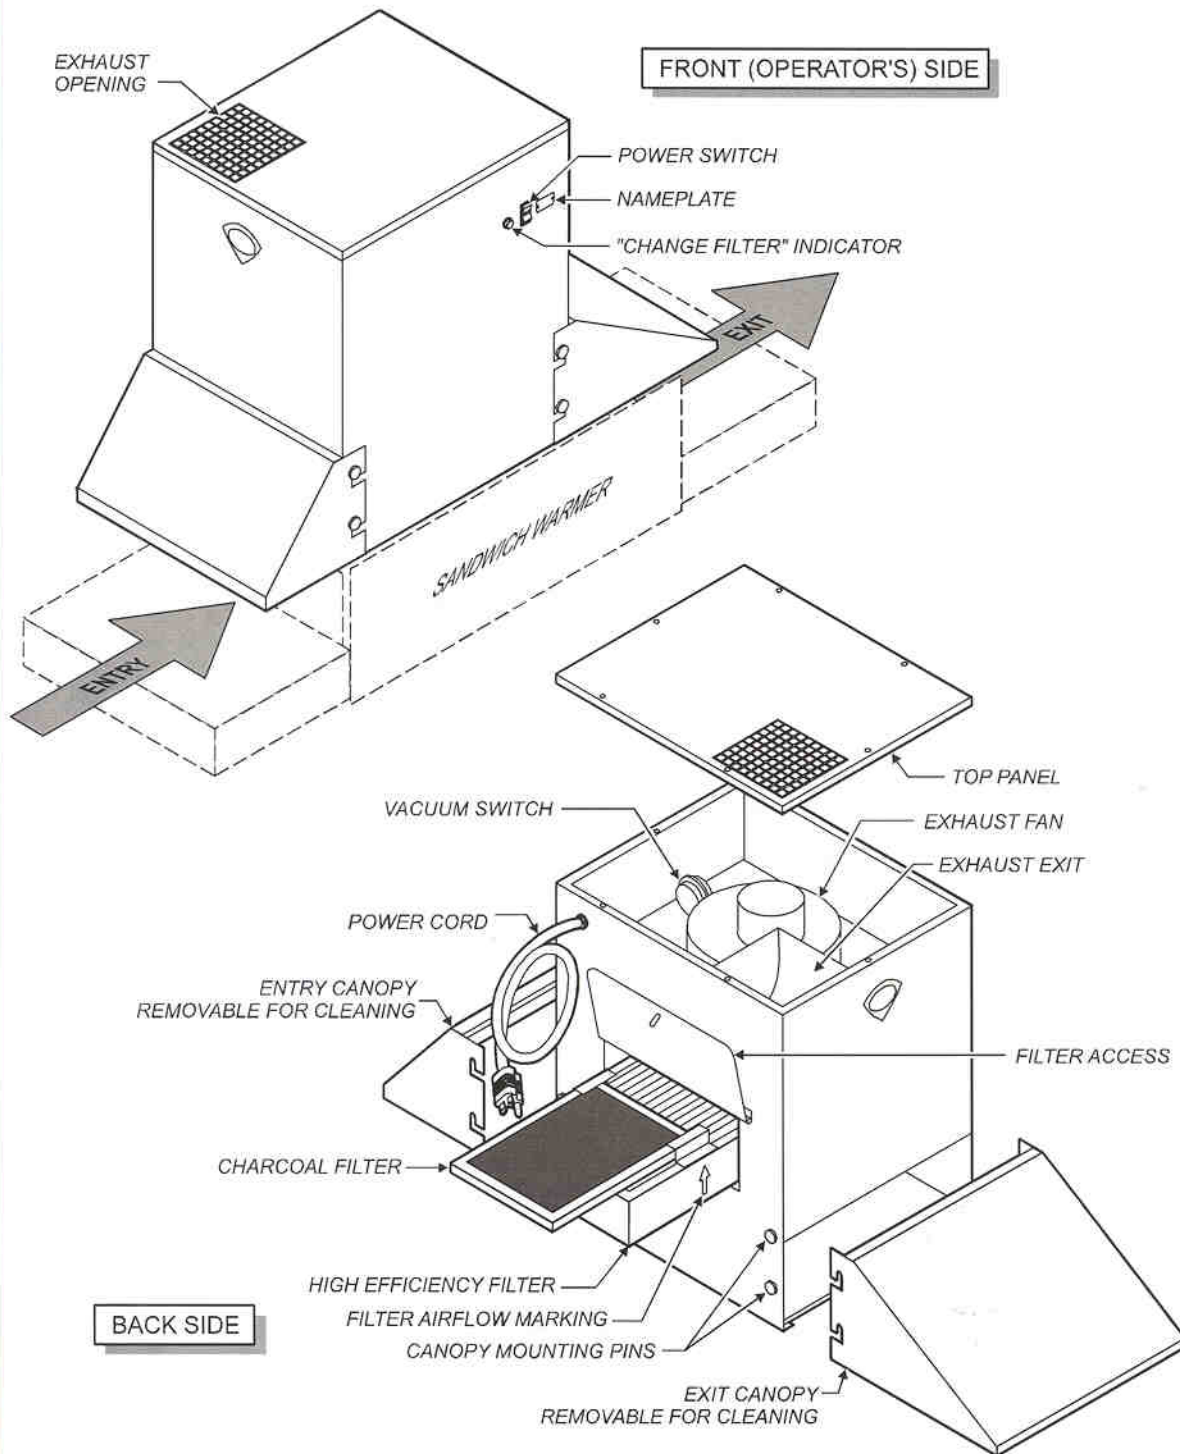 EXHAUST
OPENING
FRONT (OPERATOR'S) SIDE
POWER SWITCH
NAMEPLATE
"CHANGE FILTER" INDICATOR
EXIT
SANDWICH WARMER
ENTRY
TOP PANEL
VACUUM SWITCH
EXHAUST FAN
EXHAUST EXIT
POWER CORD
ENTRY CANOPY
REMOVABLE FOR CLEANING
FILTER ACCESS
CHARCOAL FILTER
HIGH EFFICIENCY FILTER
FILTER AIRFLOW MARKING
CANOPY MOUNTING PINS
BACK SIDE
EXIT CANOPY
REMOVABLE FOR CLEANING